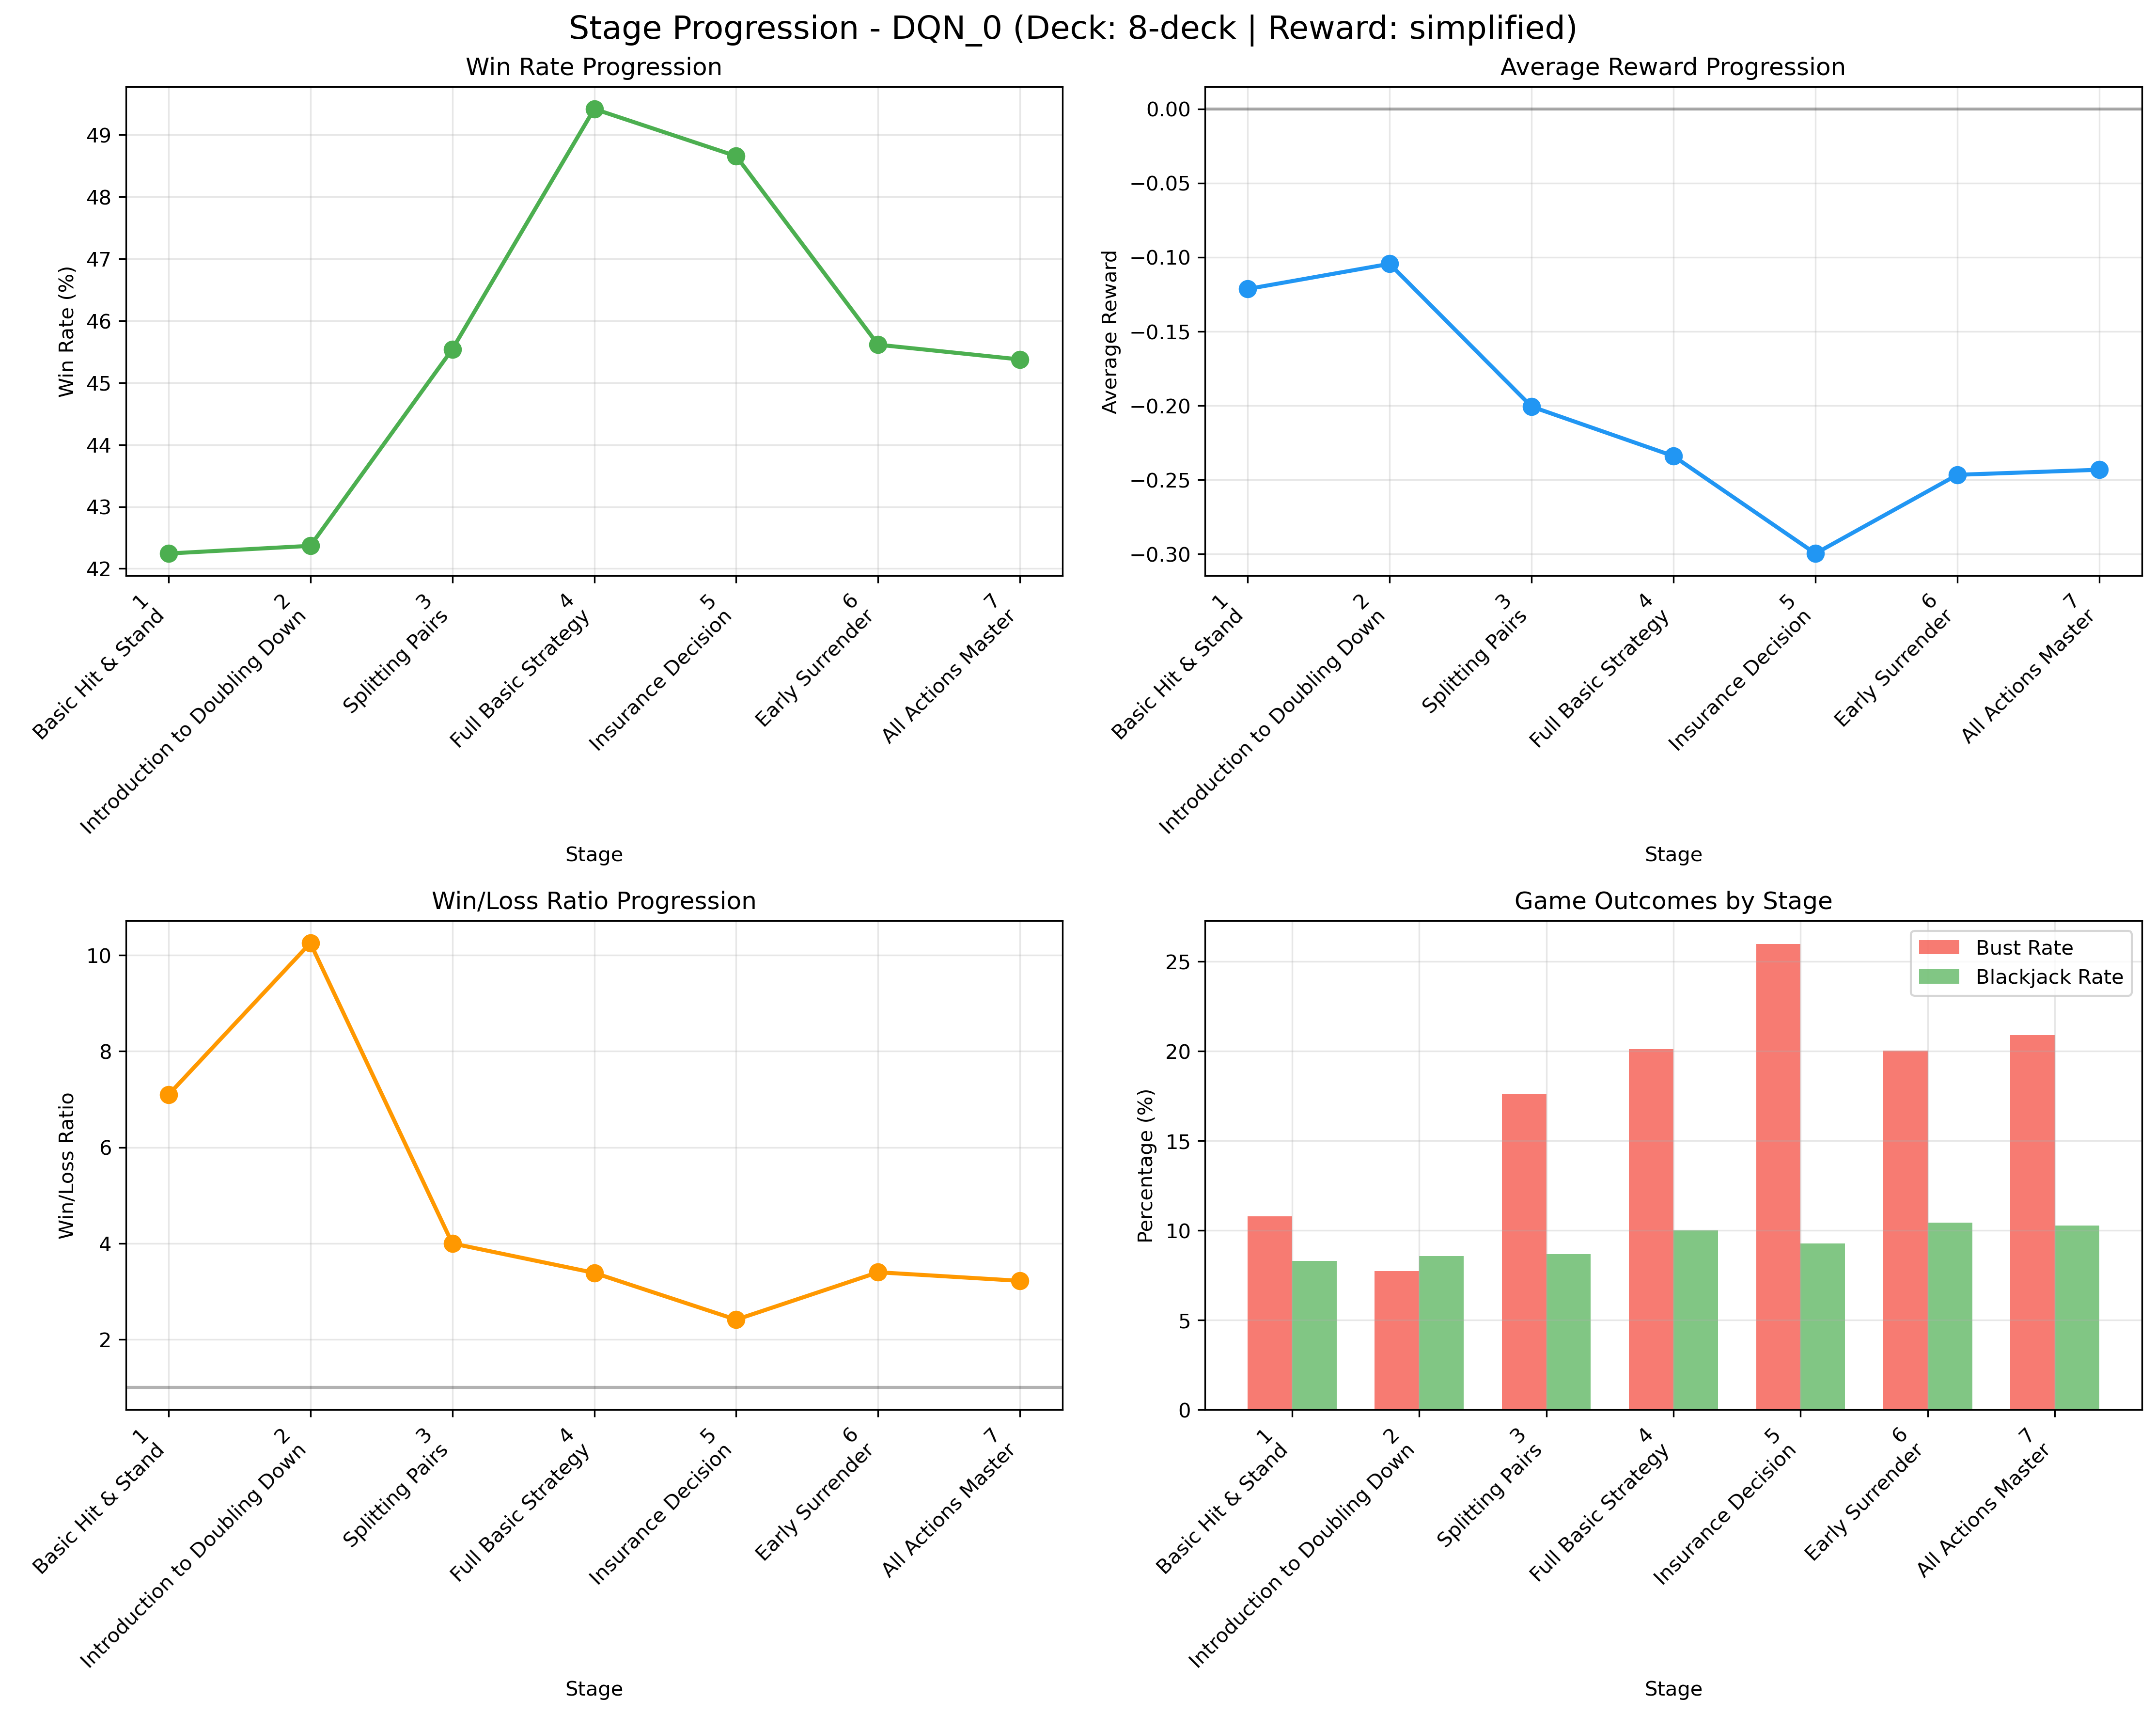 Stage Progression - DQN_0 (Deck: 8-deck | Reward: simplified)
Win Rate Progression
Win Rate (%)
49
48
47
46
45
44
43
42
1
Basic Hit & Stand
2
Introduction to Doubling Down
3
Splitting Pairs
4
Full Basic Strategy
5
Insurance Decision
6
Early Surrender
7
All Actions Master
Stage
Average Reward Progression
Average Reward
0.00
−0.05
−0.10
−0.15
−0.20
−0.25
−0.30
1
Basic Hit & Stand
2
Introduction to Doubling Down
3
Splitting Pairs
4
Full Basic Strategy
5
Insurance Decision
6
Early Surrender
7
All Actions Master
Stage
Win/Loss Ratio Progression
Win/Loss Ratio
10
8
6
4
2
1
Basic Hit & Stand
2
Introduction to Doubling Down
3
Splitting Pairs
4
Full Basic Strategy
5
Insurance Decision
6
Early Surrender
7
All Actions Master
Stage
Game Outcomes by Stage
Percentage (%)
25
20
15
10
5
0
Bust Rate
Blackjack Rate
1
Basic Hit & Stand
2
Introduction to Doubling Down
3
Splitting Pairs
4
Full Basic Strategy
5
Insurance Decision
6
Early Surrender
7
All Actions Master
Stage